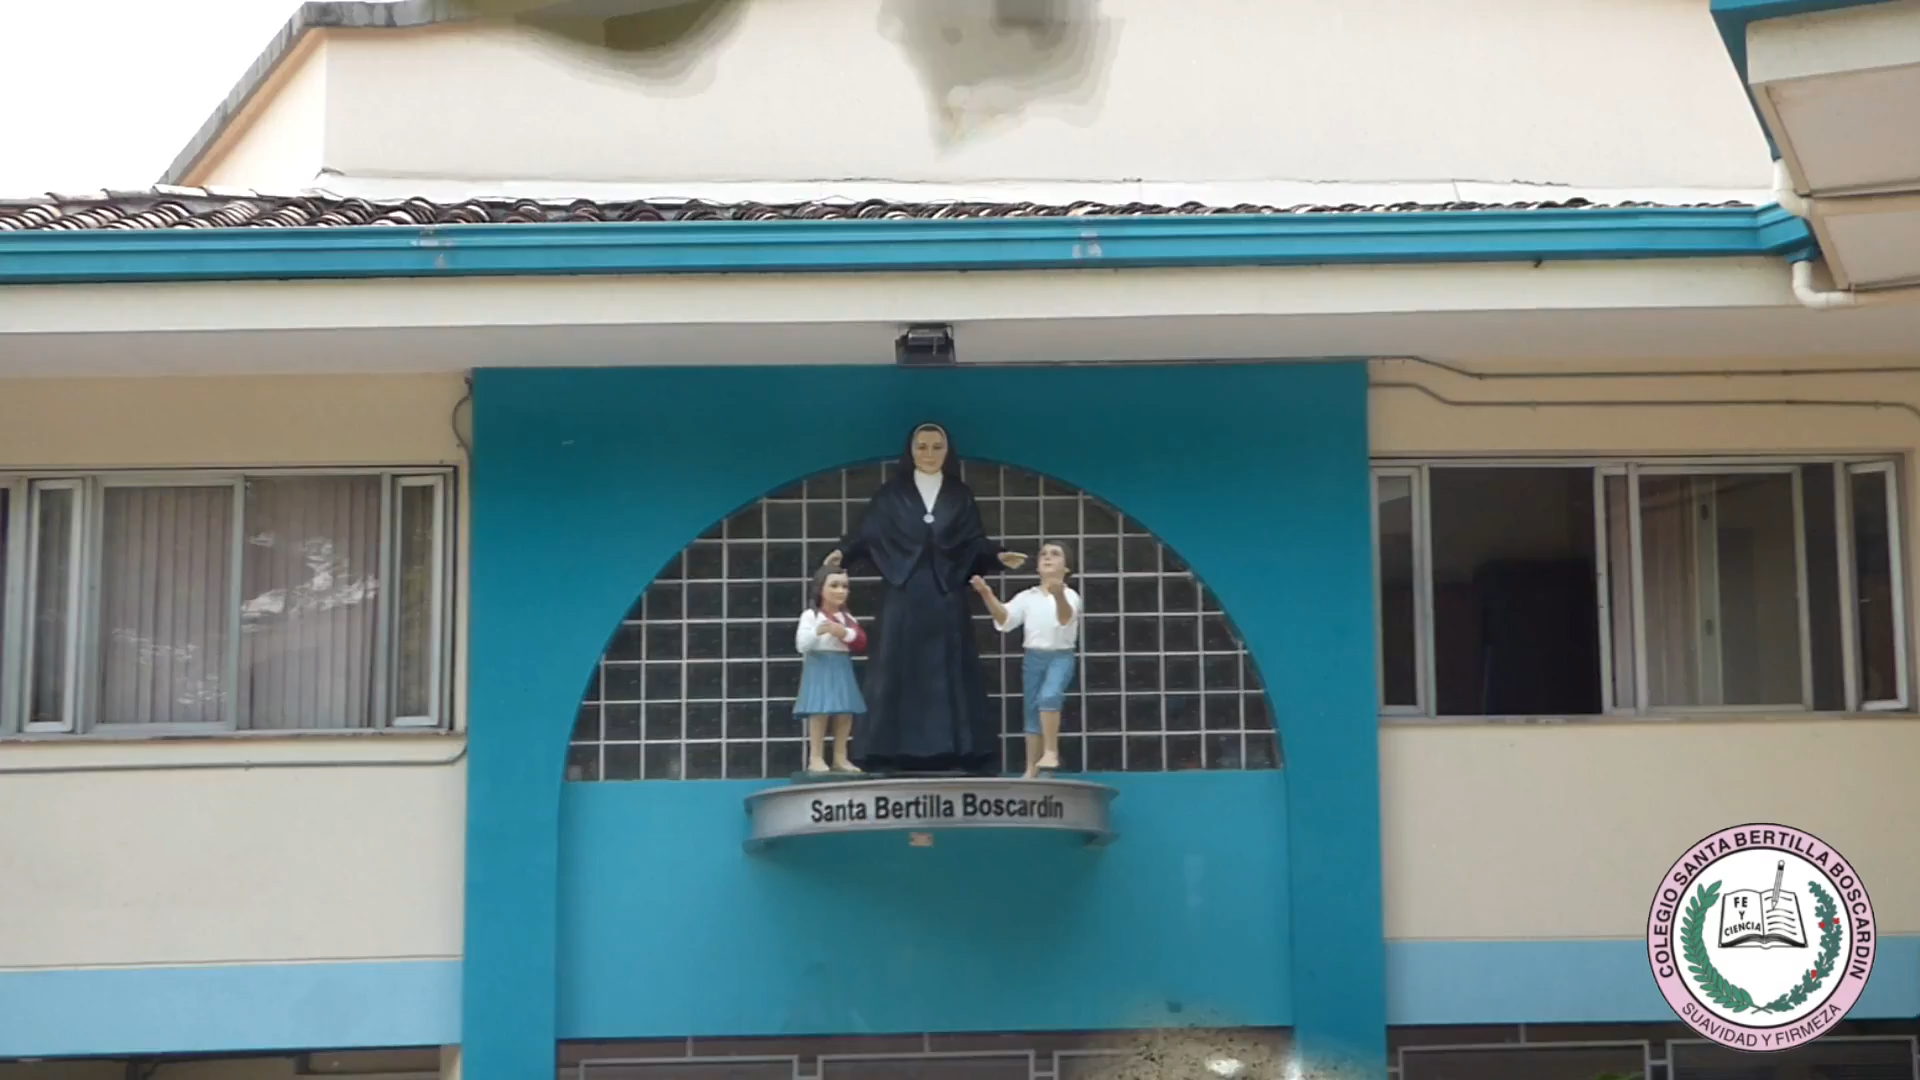 Santa Bertilla Boscardín
COLEGIO SANTA BERTILLA BOSCARDIN
FE
Y
CIENCIA
SUAVIDAD Y FIRMEZA